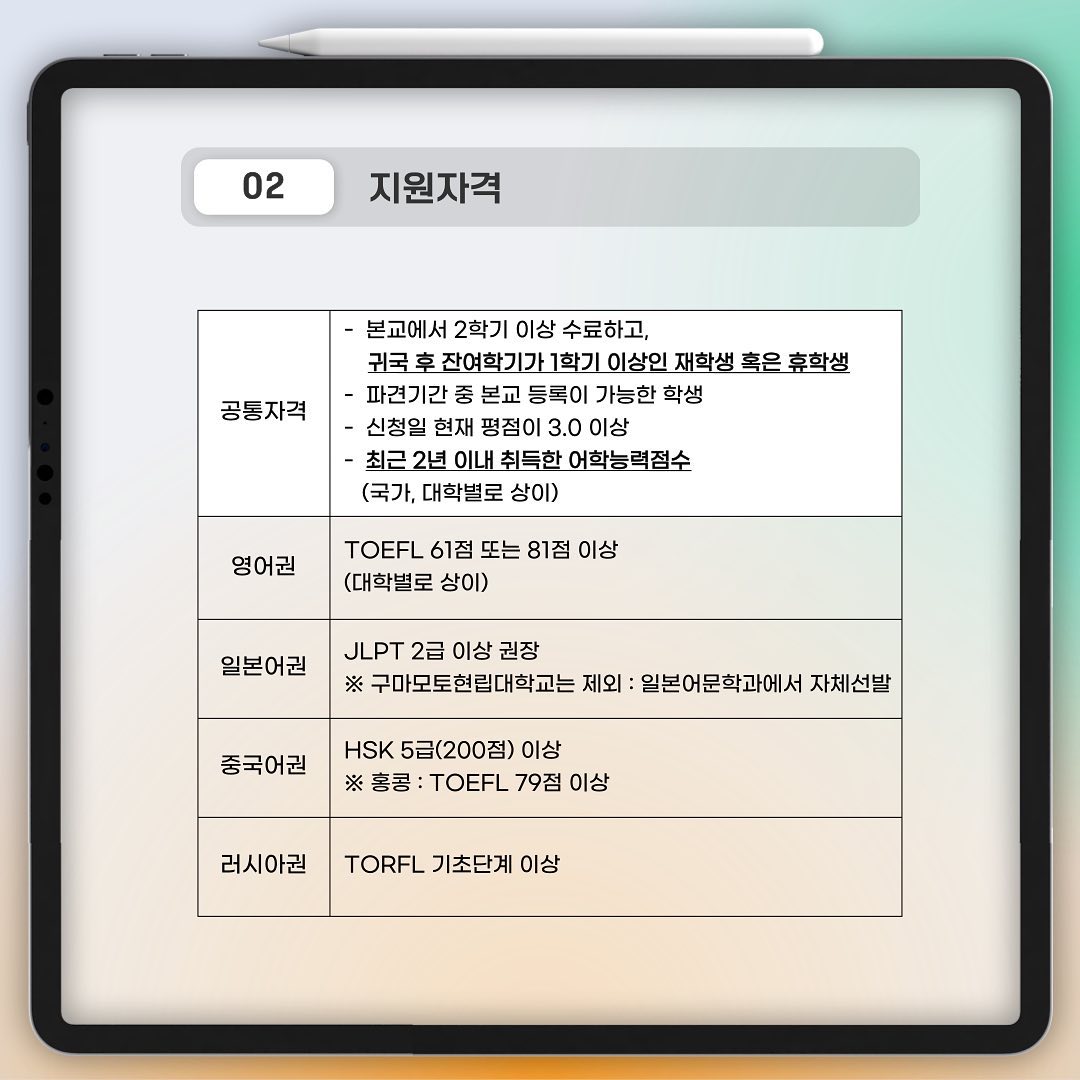 02 지원자격
공통자격
- 본교에서 2학기 이상 수료하고,
귀국 후 잔여학기가 1학기 이상인 재학생 혹은 휴학생
- 파견기간 중 본교 등록이 가능한 학생
- 신청일 현재 평점이 3.0 이상
- 최근 2년 이내 취득한 어학능력점수
(국가, 대학별로 상이)
영어권
TOEFL 61점 또는 81점 이상
(대학별로 상이)
일본어권
JLPT 2급 이상 권장
※ 구마모토현립대학교는 제외 : 일본어문학과에서 자체선발
중국어권
HSK 5급(200점) 이상
※ 홍콩 : TOEFL 79점 이상
러시아권
TORFL 기초단계 이상